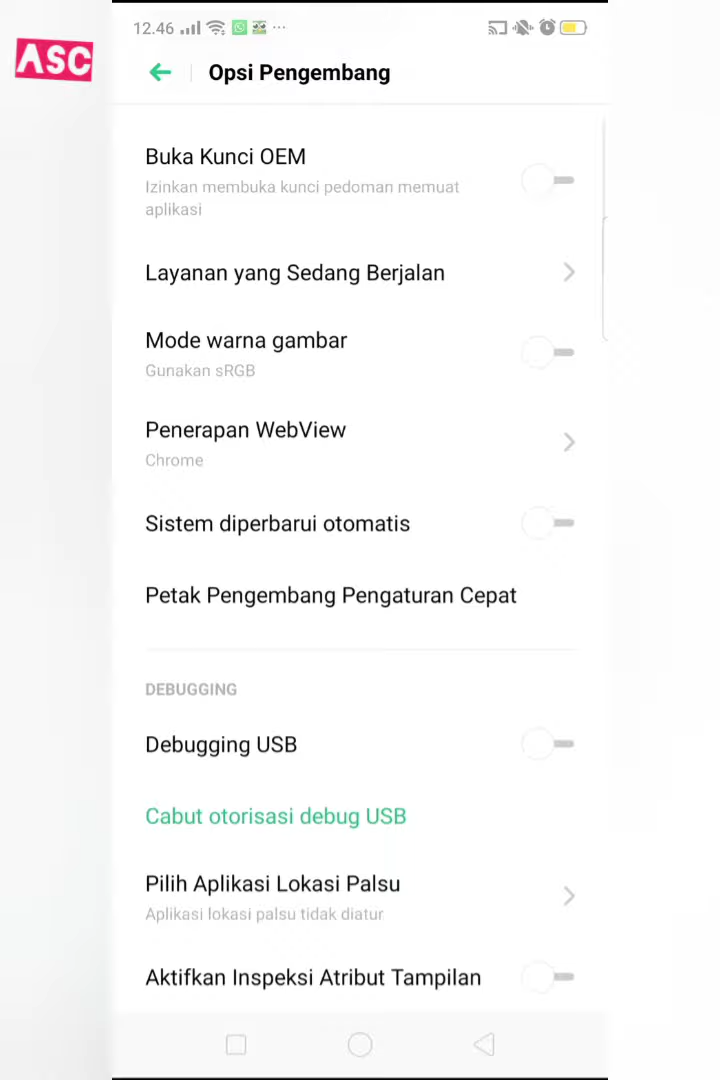 ASC
12.46
Opsi Pengembang
Buka Kunci OEM
Izinkan membuka kunci pedoman memuat
aplikasi
Layanan yang Sedang Berjalan
Mode warna gambar
Gunakan sRGB
Penerapan WebView
Chrome
Sistem diperbarui otomatis
Petak Pengembang Pengaturan Cepat
DEBUGGING
Debugging USB
Cabut otorisasi debug USB
Pilih Aplikasi Lokasi Palsu
Aplikasi lokasi palsu tidak diatur
Aktifkan Inspeksi Atribut Tampilan